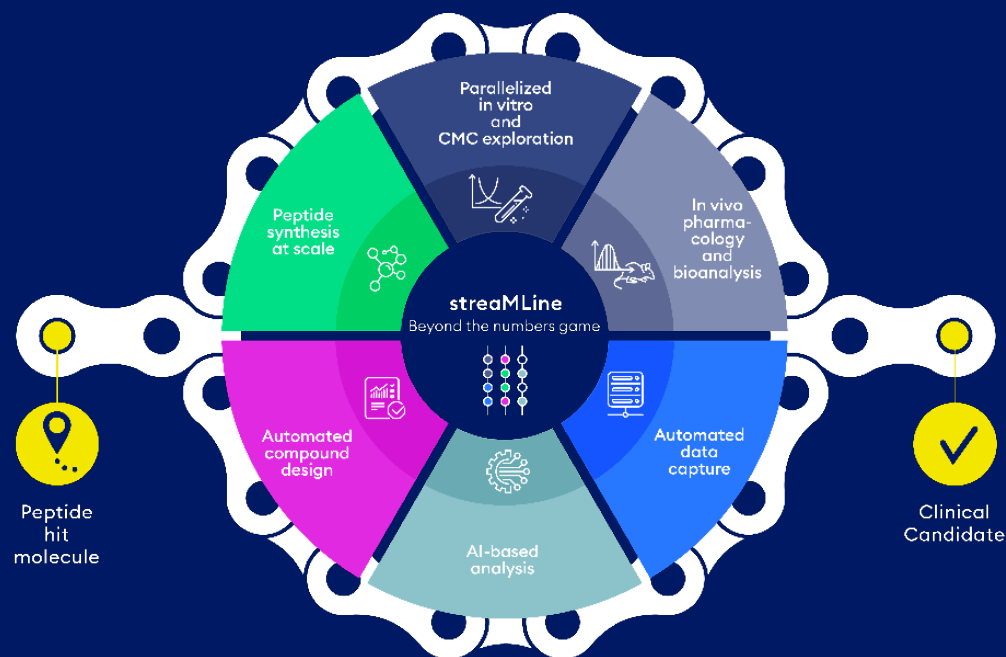 Parallelized
in vitro
and
CMC exploration
In vivo
pharma-
cology
and
bioanalysis
Peptide
synthesis
at scale
streaMLine
Beyond the numbers game
Automated
compound
design
Automated
data
capture
AI-based
analysis
Peptide
hit
molecule
Clinical
Candidate